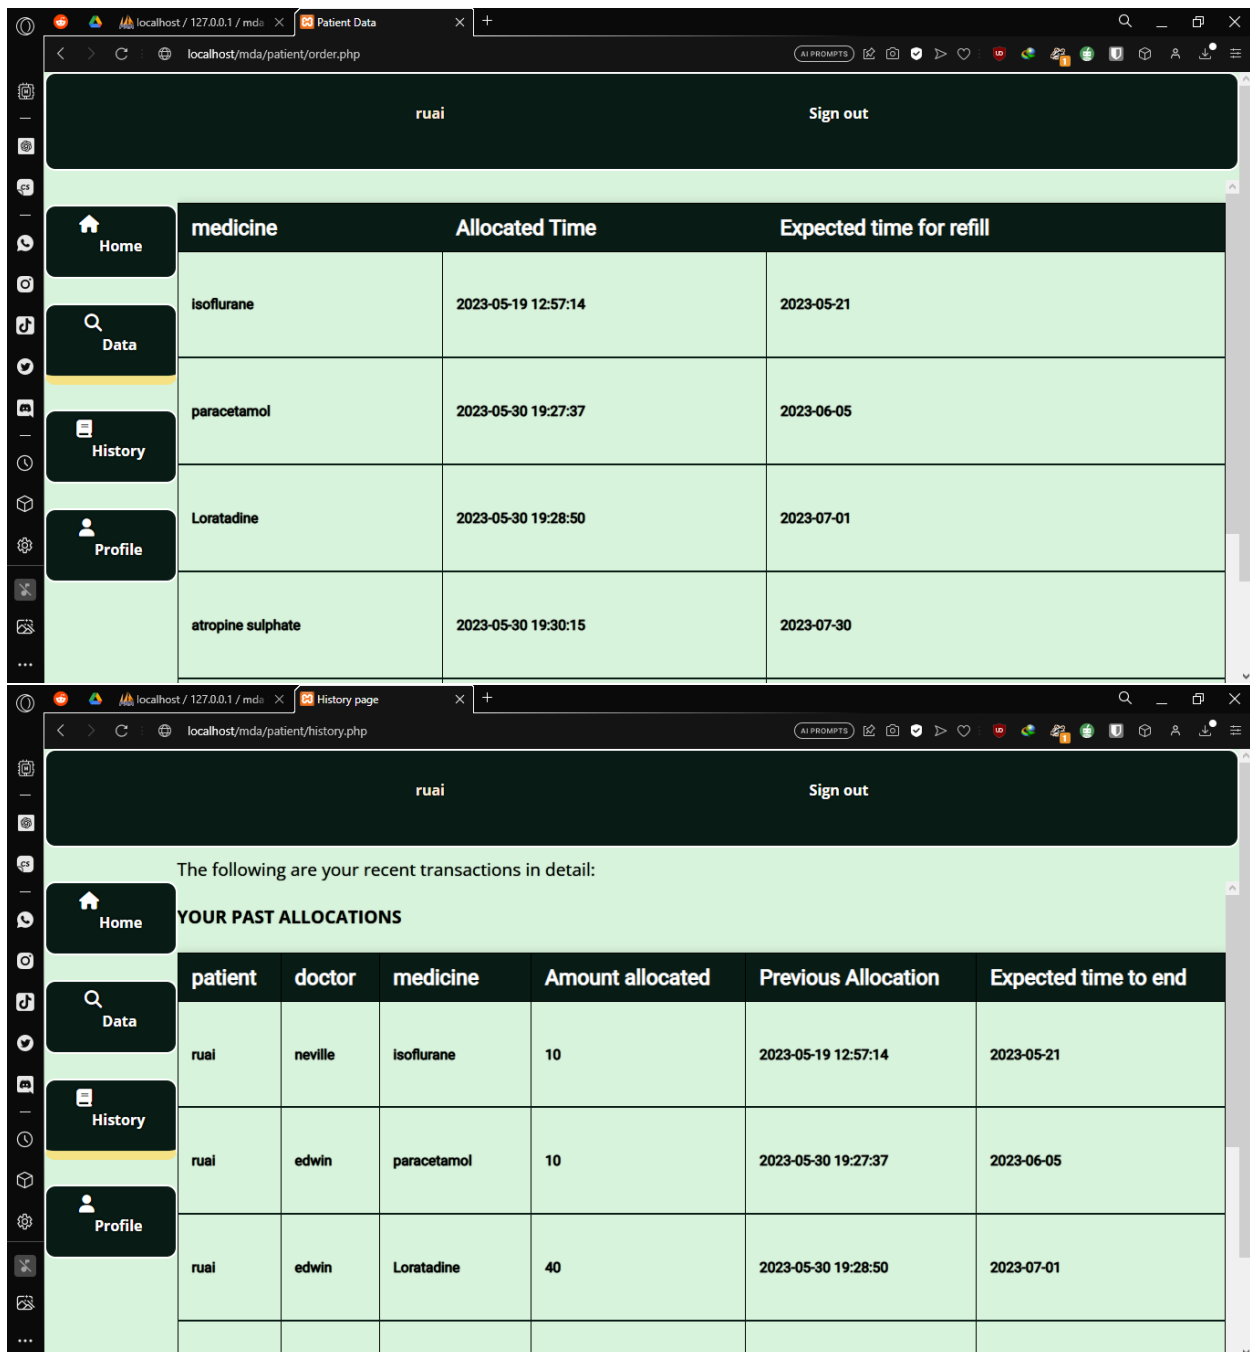 localhost / 127.0.0.1 / mda
Patient Data
localhost/mda/patient/order.php
AI PROMPTS
ruai
Sign out
Home
Data
History
Profile
medicine Allocated Time Expected time for refill
isoflurane 2023-05-19 12:57:14 2023-05-21
paracetamol 2023-05-30 19:27:37 2023-06-05
Loratadine 2023-05-30 19:28:50 2023-07-01
atropine sulphate 2023-05-30 19:30:15 2023-07-30
localhost / 127.0.0.1 / mda
History page
localhost/mda/patient/history.php
AI PROMPTS
ruai
Sign out
Home
Data
History
Profile
The following are your recent transactions in detail:
YOUR PAST ALLOCATIONS
patient doctor medicine Amount allocated Previous Allocation Expected time to end
ruai neville isoflurane 10 2023-05-19 12:57:14 2023-05-21
ruai edwin paracetamol 10 2023-05-30 19:27:37 2023-06-05
ruai edwin Loratadine 40 2023-05-30 19:28:50 2023-07-01